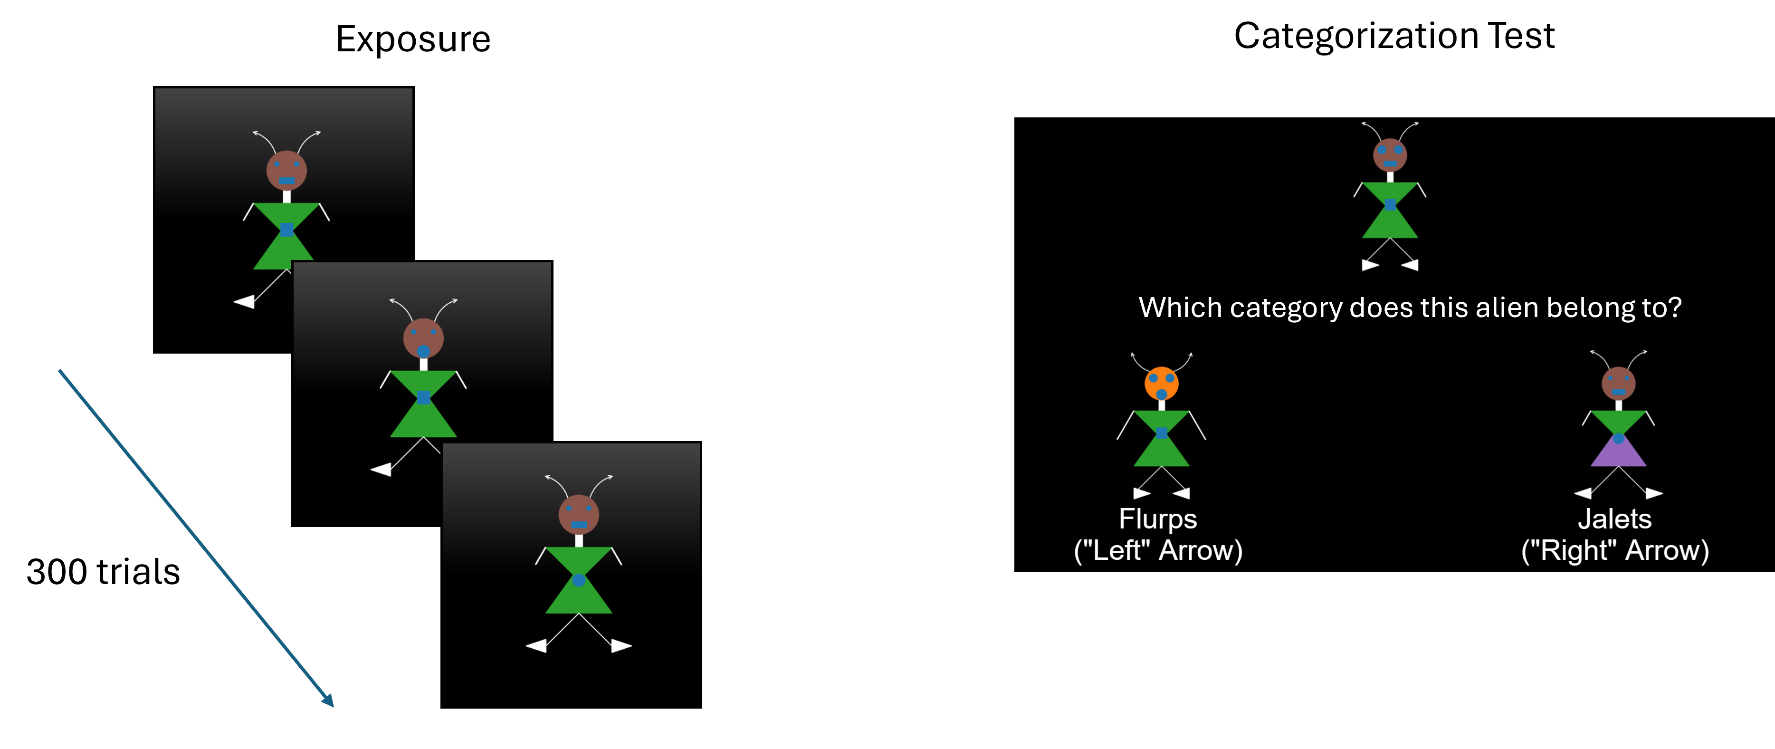 Exposure
Categorization Test
300 trials
Which category does this alien belong to?
Flurps
("Left" Arrow)
Jalets
("Right" Arrow)